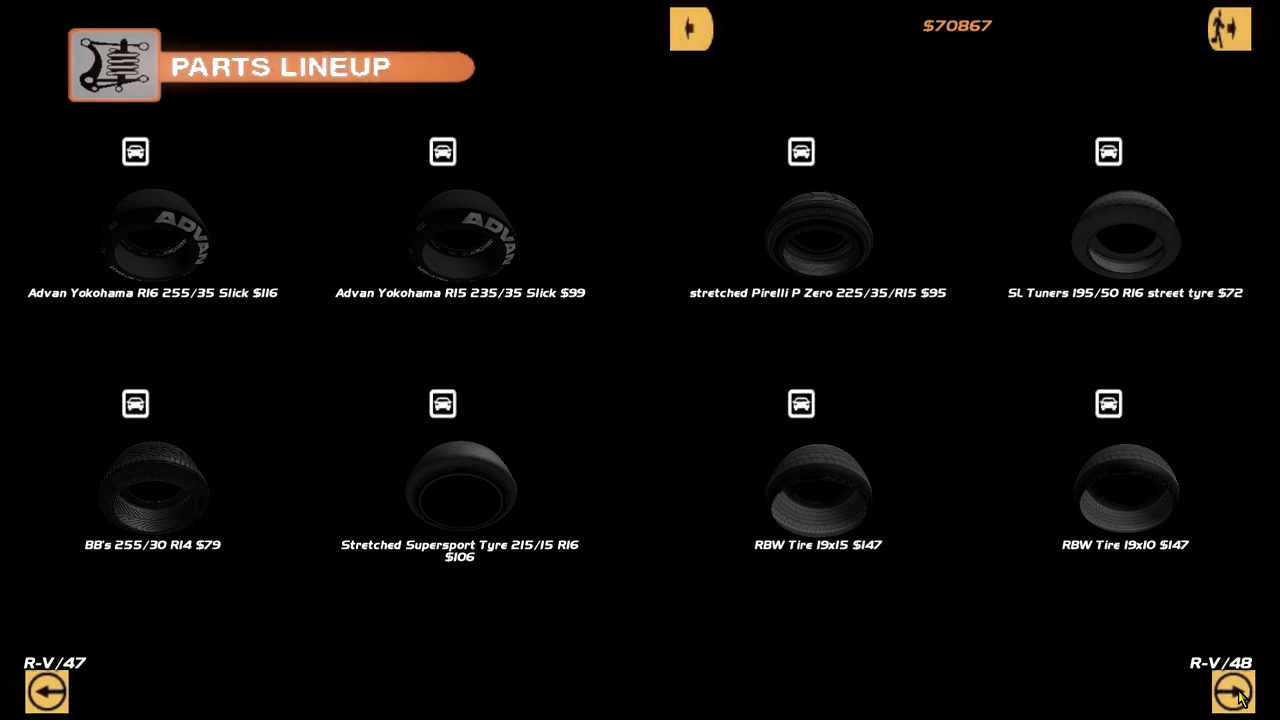 PARTS LINEUP
$70867
ADVAN
ADVAN
Advan Yokohama R16 255/35 Slick $116
Advan Yokohama R15 235/35 Slick $99
stretched Pirelli P Zero 225/35/R15 $95
SL Tuners 195/50 R16 street tyre $72
BB's 255/30 R14 $79
Stretched Supersport Tyre 215/15 R16
$106
RBW Tire 19x15 $147
RBW Tire 19x10 $147
R-V/47
R-V/48